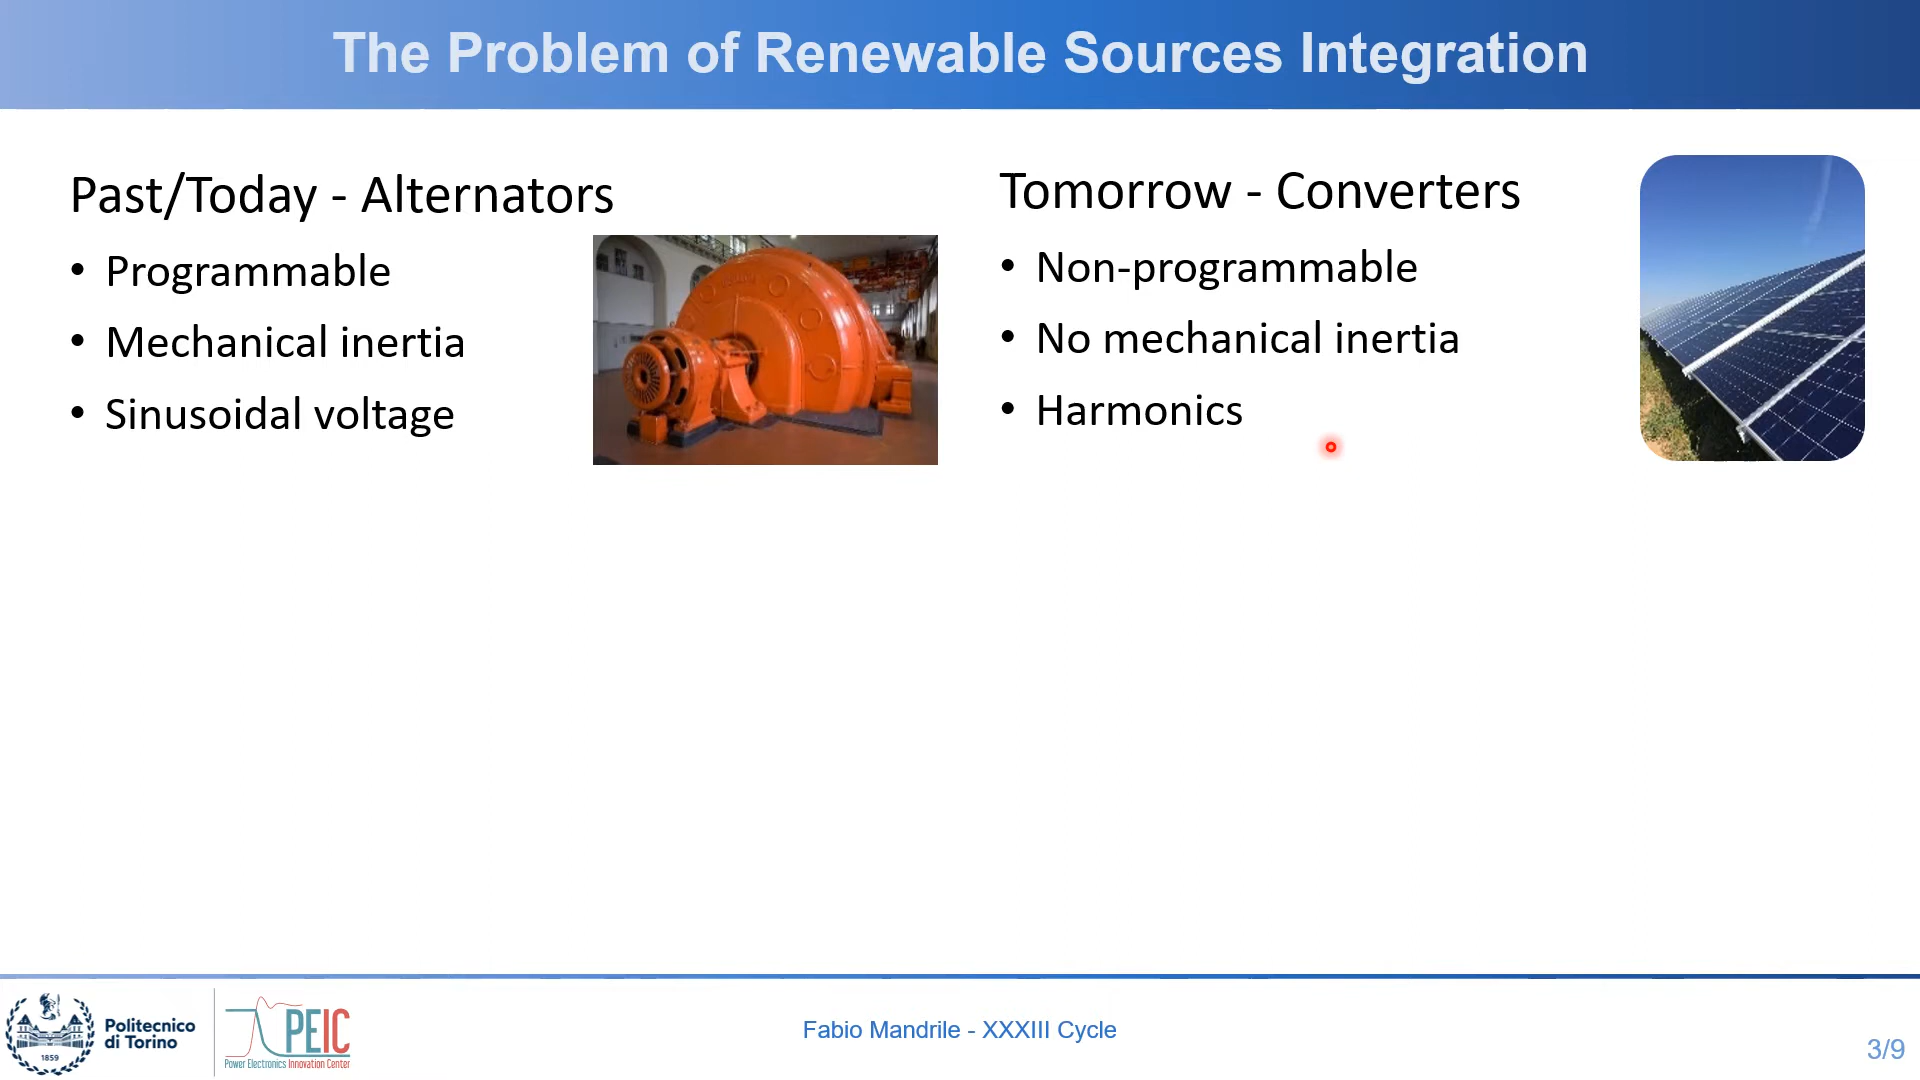 The Problem of Renewable Sources Integration
Past/Today - Alternators
• Programmable
• Mechanical inertia
• Sinusoidal voltage
Tomorrow - Converters
• Non-programmable
• No mechanical inertia
• Harmonics
Politecnico
di Torino
1859
PEIC
Power Electronics Innovation Center
Fabio Mandrile - XXXIII Cycle
3/9